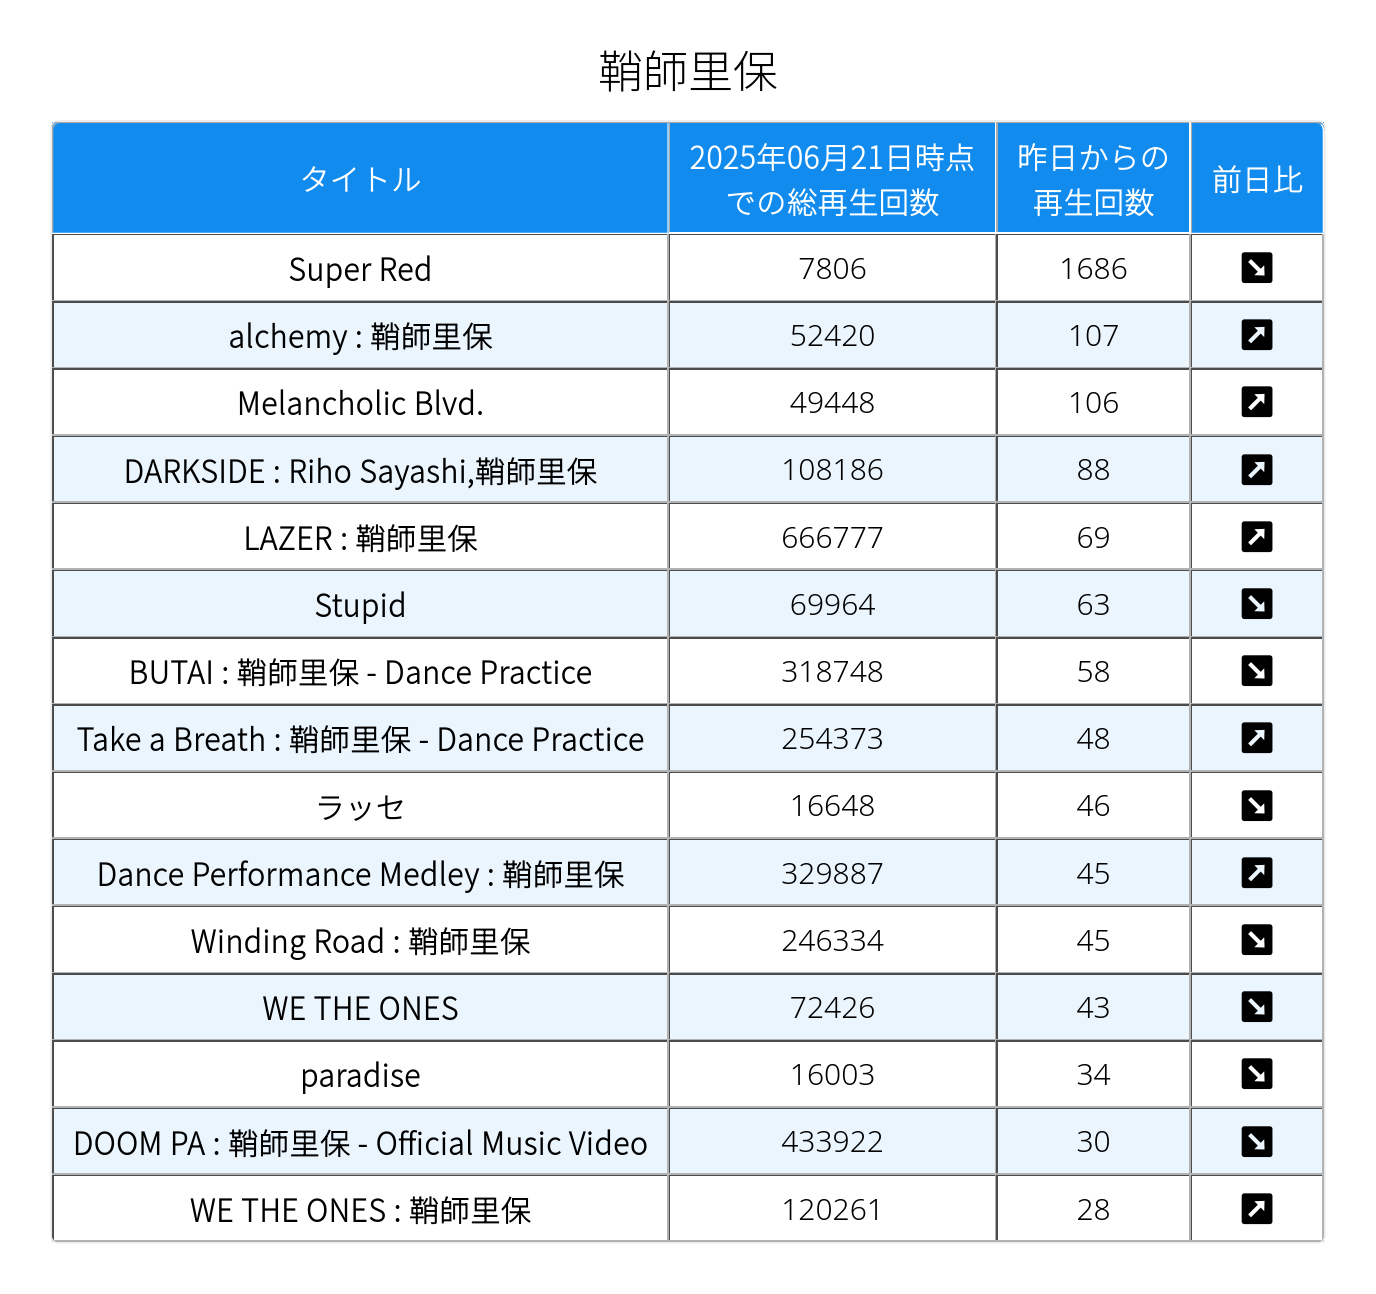 鞘師里保
タイトル 2025年06月21日時点での総再生回数 昨日からの再生回数 前日比
Super Red 7806 1686 ↘
alchemy : 鞘師里保 52420 107 ↗
Melancholic Blvd. 49448 106 ↗
DARKSIDE : Riho Sayashi,鞘師里保 108186 88 ↗
LAZER : 鞘師里保 666777 69 ↗
Stupid 69964 63 ↘
BUTAI : 鞘師里保 - Dance Practice 318748 58 ↘
Take a Breath : 鞘師里保 - Dance Practice 254373 48 ↗
ラッセ 16648 46 ↘
Dance Performance Medley : 鞘師里保 329887 45 ↗
Winding Road : 鞘師里保 246334 45 ↘
WE THE ONES 72426 43 ↘
paradise 16003 34 ↘
DOOM PA : 鞘師里保 - Official Music Video 433922 30 ↘
WE THE ONES : 鞘師里保 120261 28 ↗